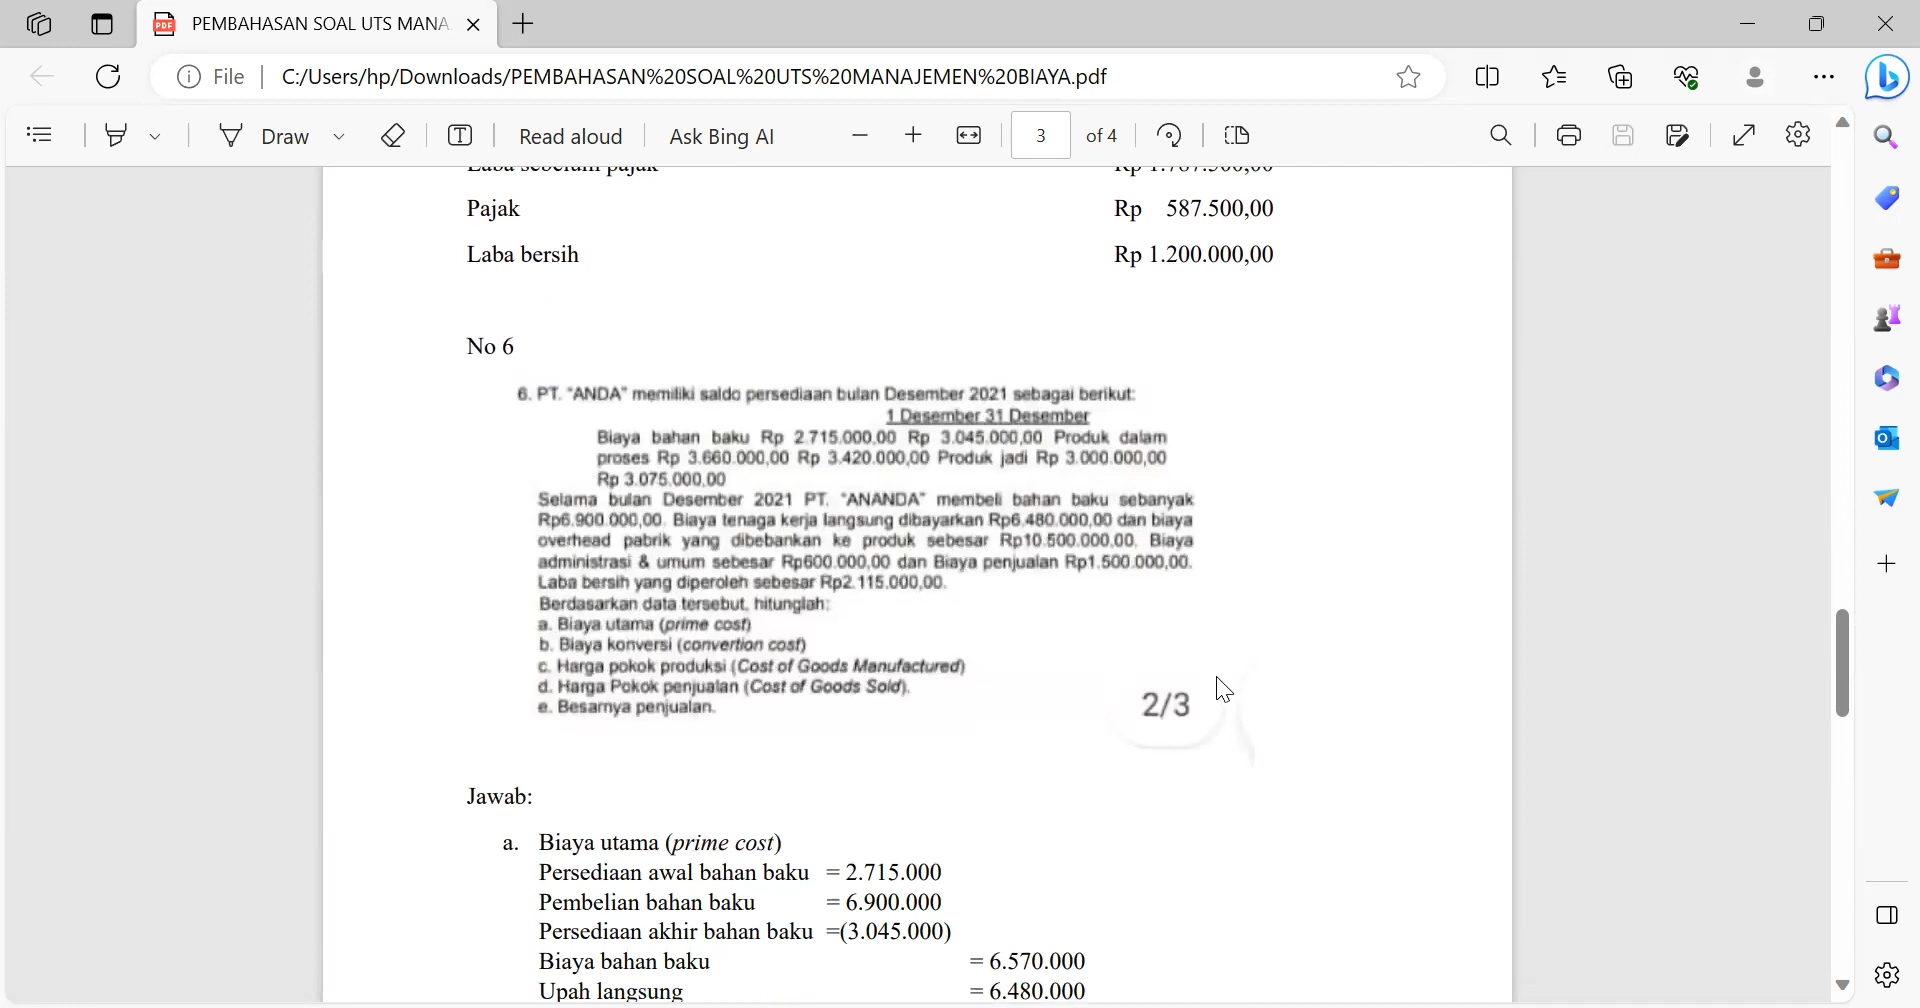 PEMBAHASAN SOAL UTS MANA
File
C:/Users/hp/Downloads/PEMBAHASAN%20SOAL%20UTS%20MANAJEMEN%20BIAYA.pdf
Draw
Read aloud
Ask Bing AI
3 of 4
Laba sebelum pajak Rp 1.787.500,00
Pajak Rp 587.500,00
Laba bersih Rp 1.200.000,00
No 6
6. PT. "ANDA" memiliki saldo persediaan bulan Desember 2021 sebagai berikut:
1 Desember 31 Desember
Biaya bahan baku Rp 2.715.000,00 Rp 3.045.000,00 Produk dalam
proses Rp 3.660.000,00 Rp 3.420.000,00 Produk jadi Rp 3.000.000,00
Rp 3.075.000,00
Selama bulan Desember 2021 PT. "ANANDA" membeli bahan baku sebanyak
Rp6.900.000,00. Biaya tenaga kerja langsung dibayarkan Rp6.480.000,00 dan biaya
overhead pabrik yang dibebankan ke produk sebesar Rp10.500.000,00. Biaya
administrasi & umum sebesar Rp600.000,00 dan Biaya penjualan Rp1.500.000,00.
Laba bersih yang diperoleh sebesar Rp2.115.000,00.
Berdasarkan data tersebut, hitunglah:
a. Biaya utama (prime cost)
b. Biaya konversi (convertion cost)
c. Harga pokok produksi (Cost of Goods Manufactured)
d. Harga Pokok penjualan (Cost of Goods Sold).
e. Besarnya penjualan.
2/3
Jawab:
a. Biaya utama (prime cost)
Persediaan awal bahan baku = 2.715.000
Pembelian bahan baku = 6.900.000
Persediaan akhir bahan baku =(3.045.000)
Biaya bahan baku = 6.570.000
Upah langsung = 6.480.000